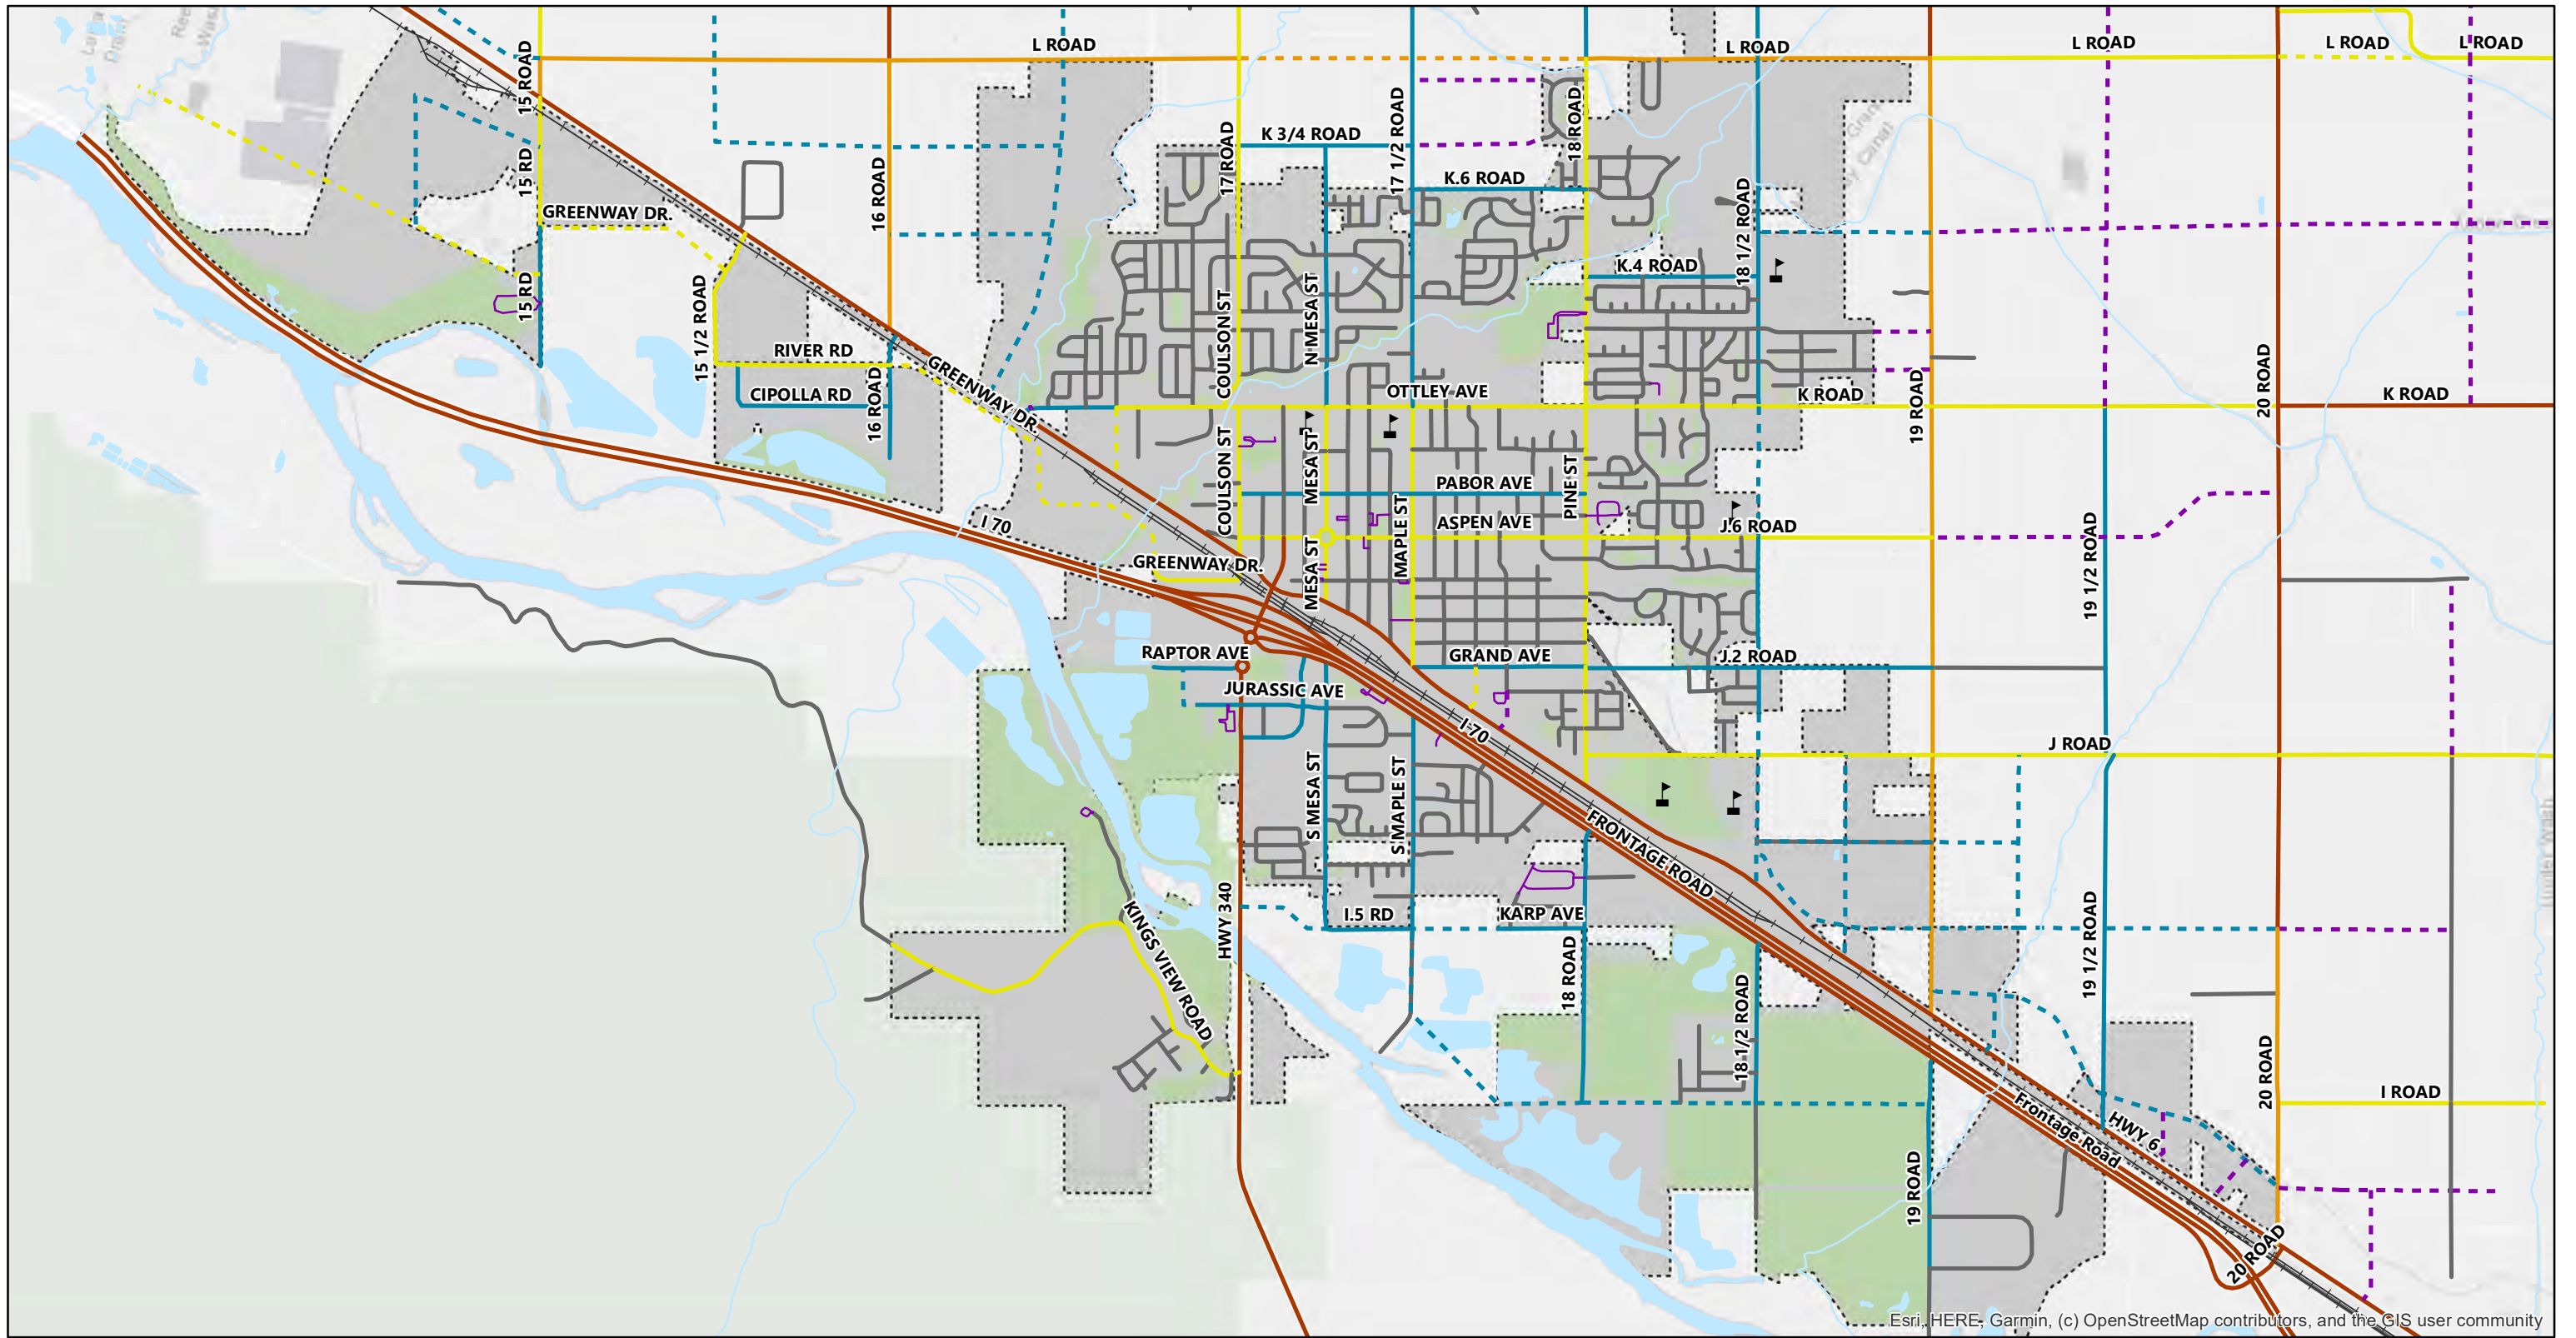 L ROAD
L ROAD
L ROAD
L ROAD
L ROAD
15 ROAD
15 RD
15 RD
GREENWAY DR.
16 ROAD
K 3/4 ROAD
17 ROAD
17 1/2 ROAD
18 ROAD
K.6 ROAD
18 1/2 ROAD
K.4 ROAD
15 1/2 ROAD
RIVER RD
CIPOLLA RD
16 ROAD
GREENWAY DR.
COULSON ST
N MESA ST
OTTLEY AVE
K ROAD
19 ROAD
20 ROAD
K ROAD
COULSON ST
MESA ST
PABOR AVE
PINE ST
MAPLE ST
ASPEN AVE
J.6 ROAD
19 1/2 ROAD
I 70
GREENWAY DR.
MESA ST
RAPTOR AVE
GRAND AVE
J.2 ROAD
JURASSIC AVE
I-70
J ROAD
S MESA ST
S MAPLE ST
FRONTAGE ROAD
HWY 340
KINGS VIEW ROAD
I.5 RD
KARP AVE
18 ROAD
18 1/2 ROAD
19 1/2 ROAD
20 ROAD
I ROAD
HWY 6
Frontage Road
19 ROAD
20 ROAD
Esri, HERE, Garmin, (c) OpenStreetMap contributors, and the GIS user community